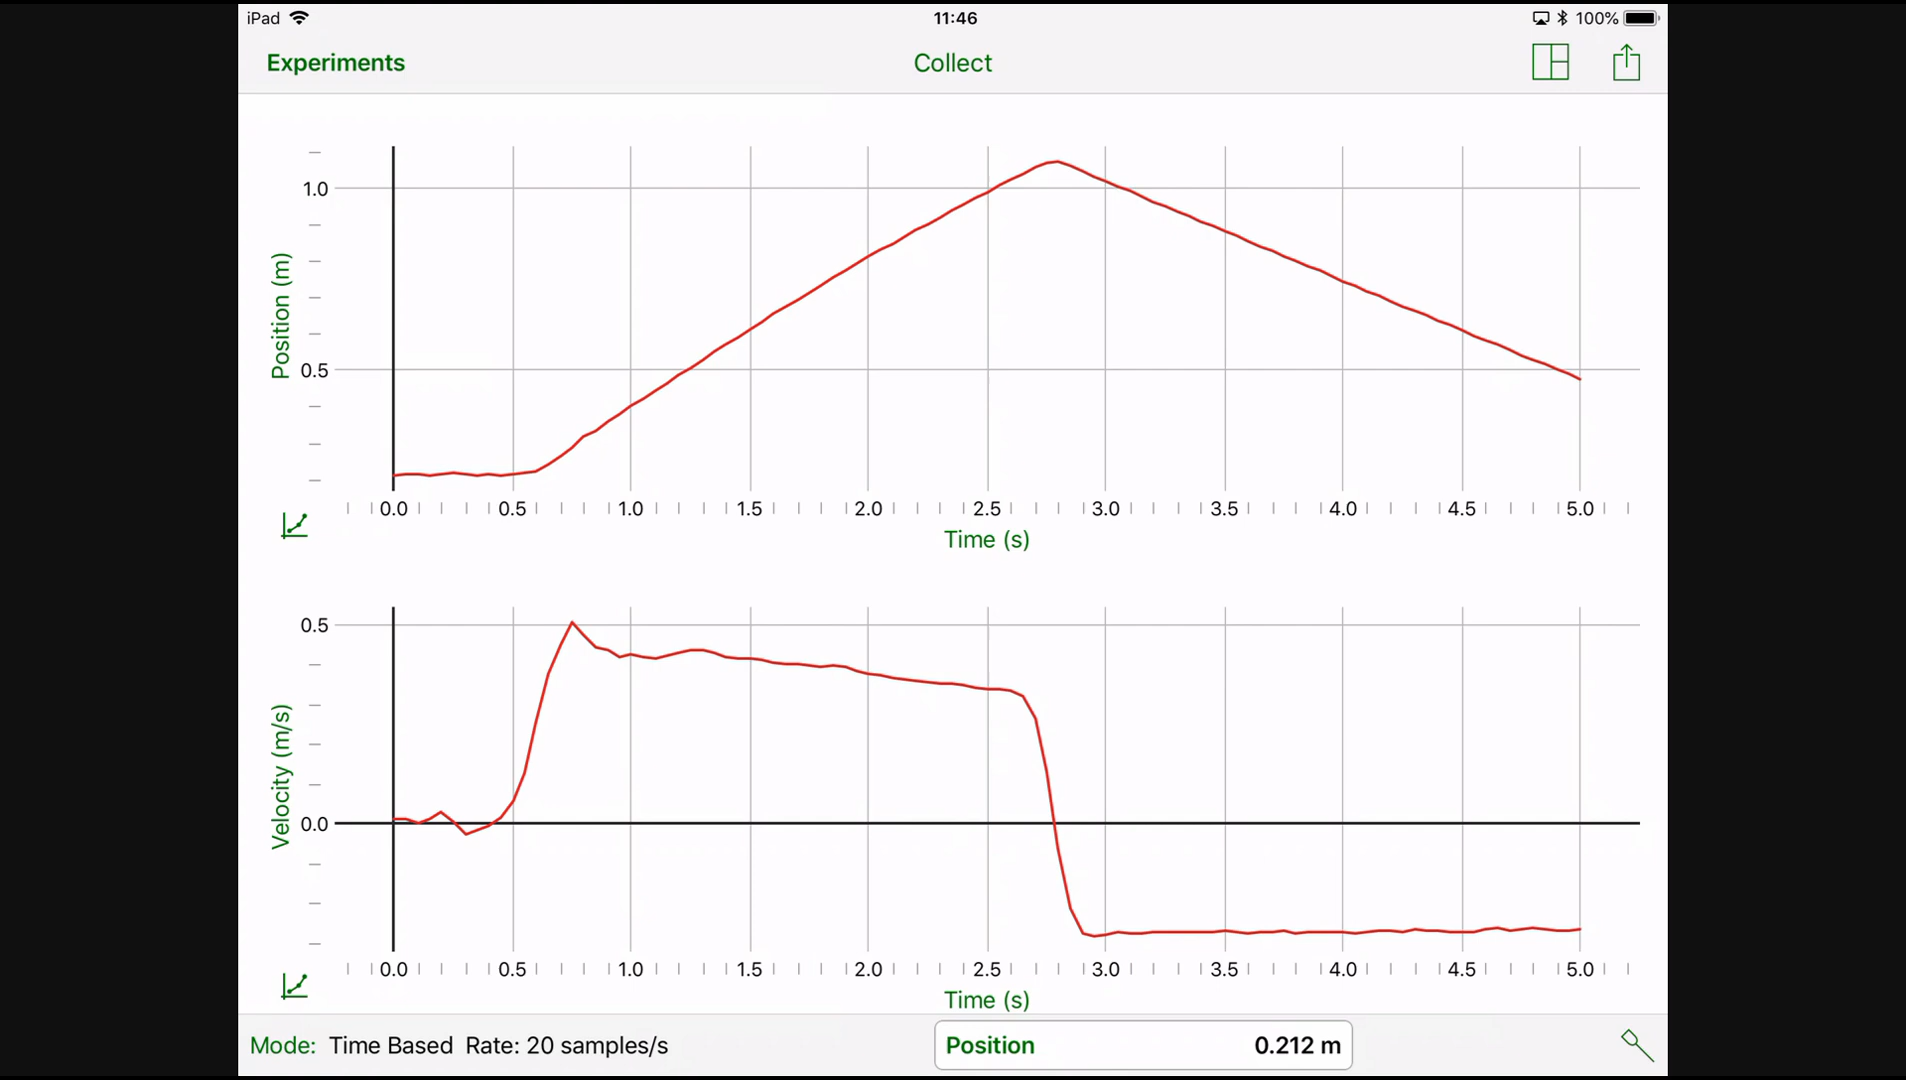 iPad 11:46 100%
Experiments Collect
1.0
0.5
Position (m)
0.0 0.5 1.0 1.5 2.0 2.5 3.0 3.5 4.0 4.5 5.0
Time (s)
0.5
0.0
Velocity (m/s)
0.0 0.5 1.0 1.5 2.0 2.5 3.0 3.5 4.0 4.5 5.0
Time (s)
Mode: Time Based Rate: 20 samples/s Position 0.212 m